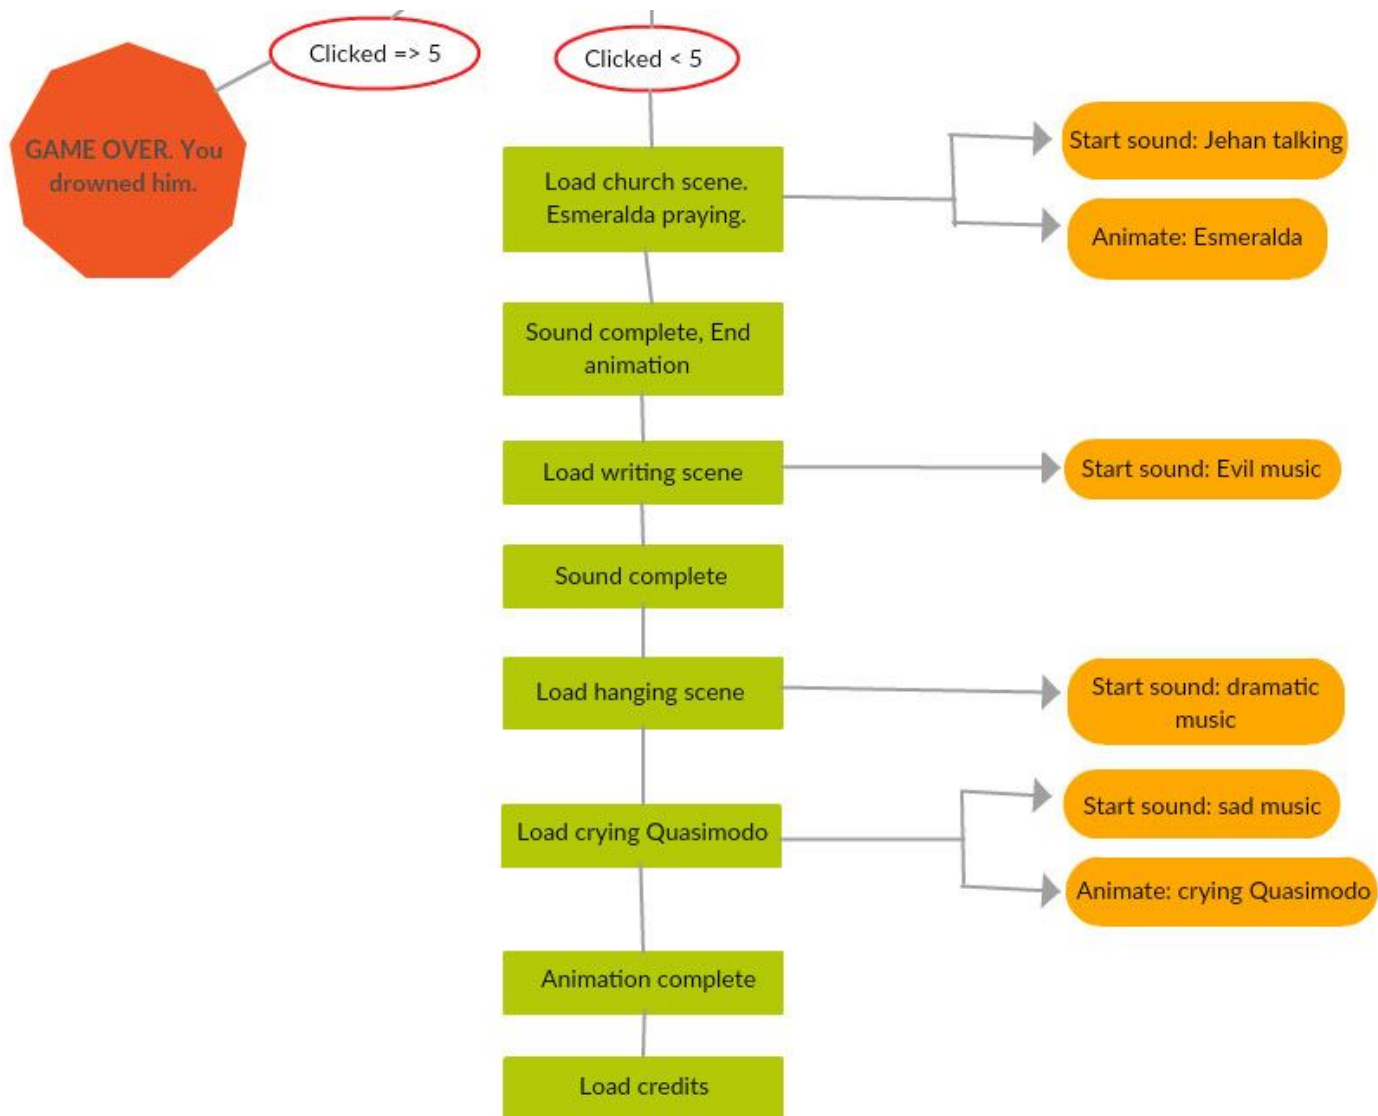 Clicked => 5
Clicked < 5
GAME OVER. You
drowned him.
Load church scene.
Esmeralda praying.
Start sound: Jehan talking
Animate: Esmeralda
Sound complete, End
animation
Load writing scene
Start sound: Evil music
Sound complete
Load hanging scene
Start sound: dramatic
music
Load crying Quasimodo
Start sound: sad music
Animate: crying Quasimodo
Animation complete
Load credits